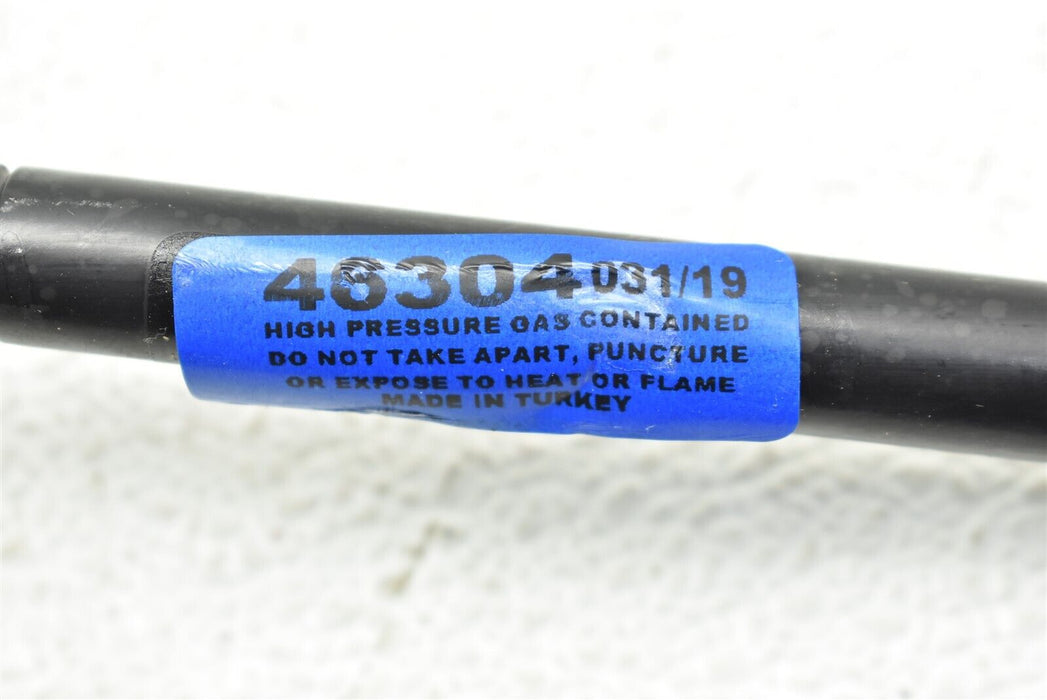 46304 031/19
HIGH PRESSURE GAS CONTAINED
DO NOT TAKE APART, PUNCTURE
OR EXPOSE TO HEAT OR FLAME
MADE IN TURKEY